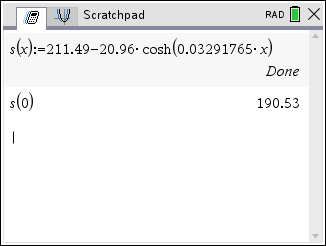 Scratchpad RAD
s(x):=211.49−20.96·cosh(0.03291765·x)
Done
s(0) 190.53